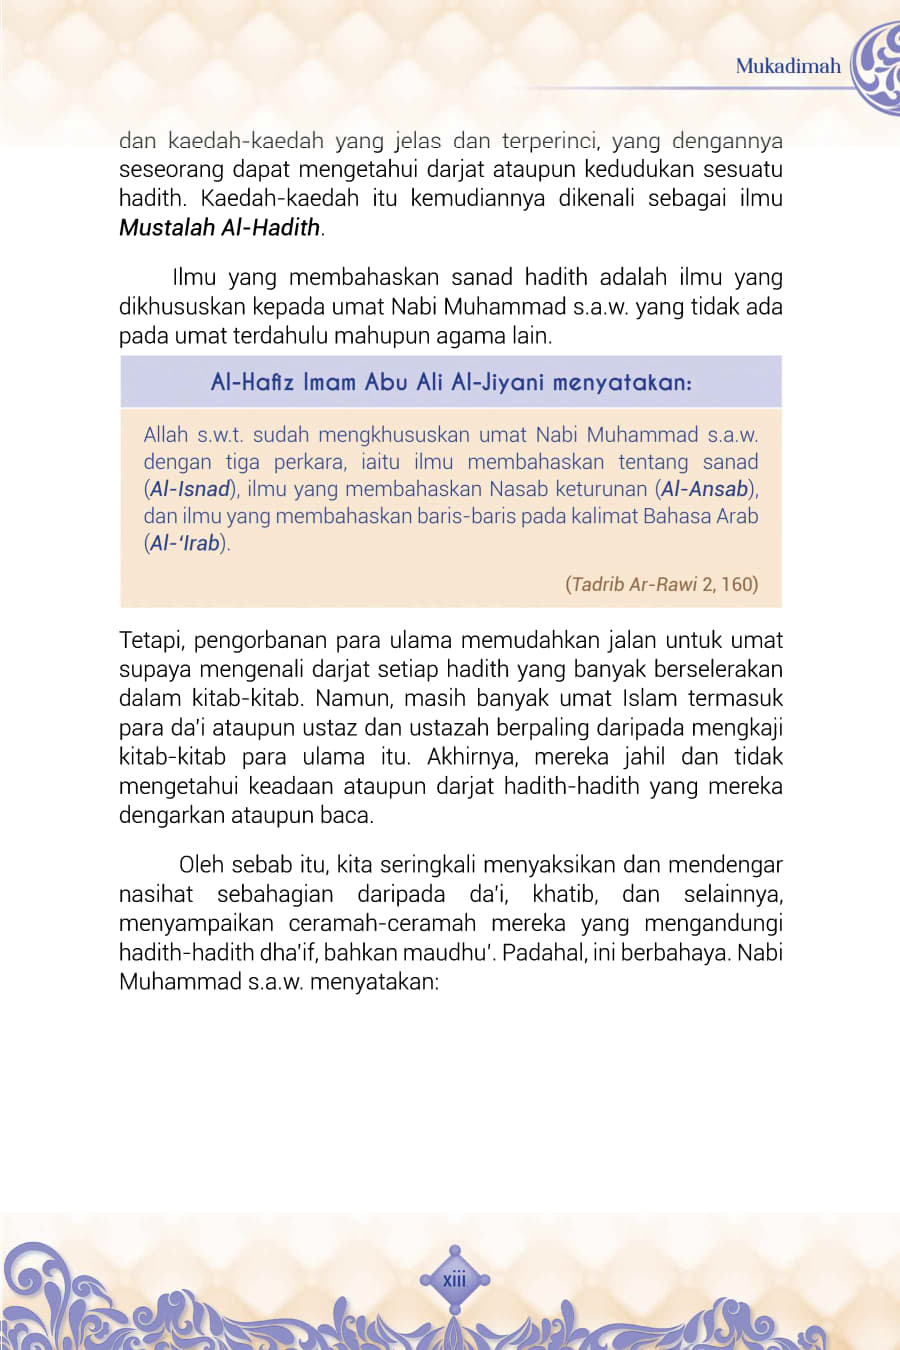 Mukadimah
dan kaedah-kaedah yang jelas dan terperinci, yang dengannya
seseorang dapat mengetahui darjat ataupun kedudukan sesuatu
hadith. Kaedah-kaedah itu kemudiannya dikenali sebagai ilmu
Mustalah Al-Hadith.
Ilmu yang membahaskan sanad hadith adalah ilmu yang
dikhususkan kepada umat Nabi Muhammad s.a.w. yang tidak ada
pada umat terdahulu mahupun agama lain.
Al-Hafiz Imam Abu Ali Al-Jiyani menyatakan:
Allah s.w.t. sudah mengkhususkan umat Nabi Muhammad s.a.w.
dengan tiga perkara, iaitu ilmu membahaskan tentang sanad
(Al-Isnad), ilmu yang membahaskan Nasab keturunan (Al-Ansab),
dan ilmu yang membahaskan baris-baris pada kalimat Bahasa Arab
(Al-‘Irab).
(Tadrib Ar-Rawi 2, 160)
Tetapi, pengorbanan para ulama memudahkan jalan untuk umat
supaya mengenali darjat setiap hadith yang banyak berselerakan
dalam kitab-kitab. Namun, masih banyak umat Islam termasuk
para da’i ataupun ustaz dan ustazah berpaling daripada mengkaji
kitab-kitab para ulama itu. Akhirnya, mereka jahil dan tidak
mengetahui keadaan ataupun darjat hadith-hadith yang mereka
dengarkan ataupun baca.
Oleh sebab itu, kita seringkali menyaksikan dan mendengar
nasihat sebahagian daripada da’i, khatib, dan selainnya,
menyampaikan ceramah-ceramah mereka yang mengandungi
hadith-hadith dha’if, bahkan maudhu’. Padahal, ini berbahaya. Nabi
Muhammad s.a.w. menyatakan:
xiii